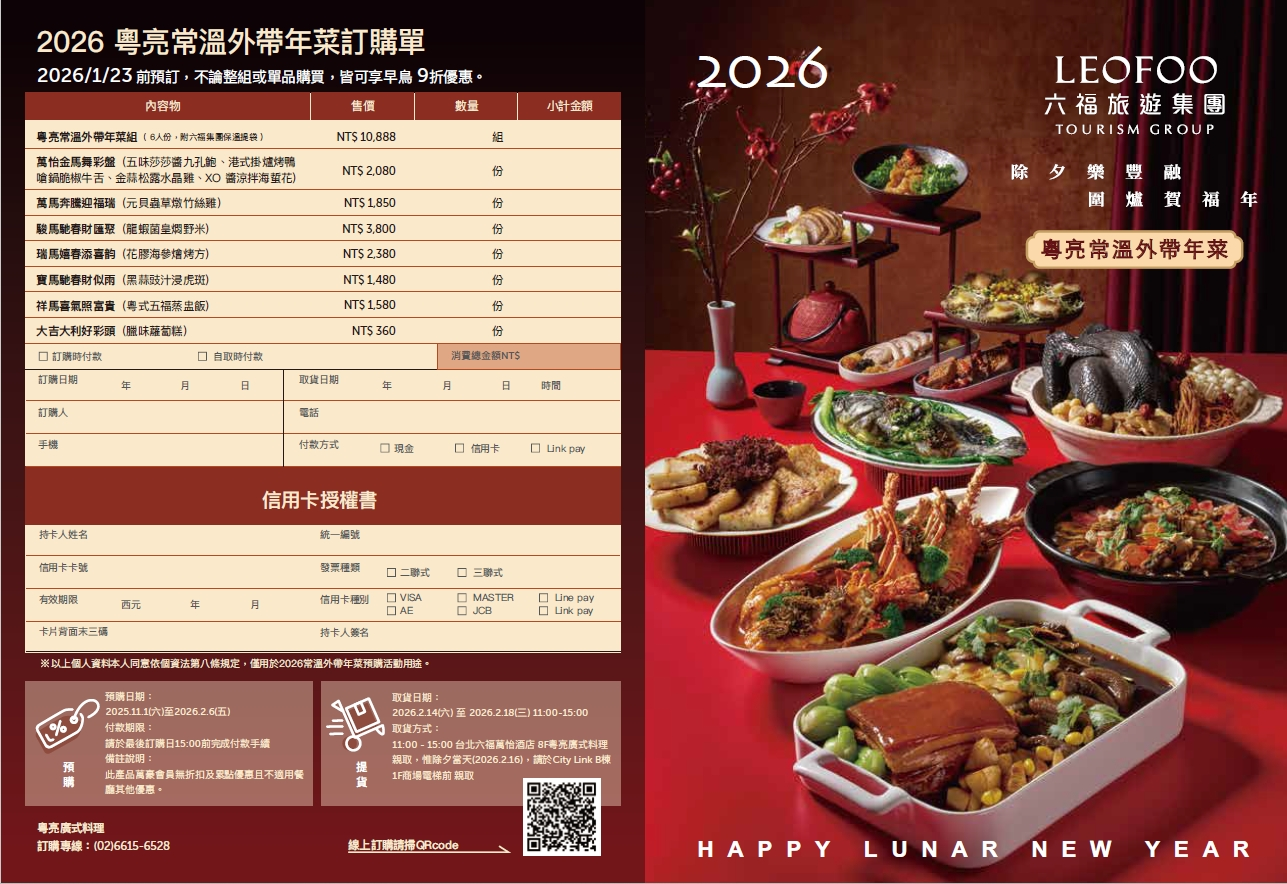 2026 粵亮常溫外帶年菜訂購單
2026/1/23 前預訂，不論整組或單品購買，皆可享早鳥 9折優惠。
內容物 售價 數量 小計金額
粵亮常溫外帶年菜組 ( 6人份，附六福集團保溫提袋 ) NT$ 10,888 組
萬怡金馬舞彩盤 (五味莎莎醬九孔鮑、港式掛爐烤鴨
嗆鍋脆椒牛舌、金蒜松露水晶雞、XO 醬涼拌海蜇花) NT$ 2,080 份
萬馬奔騰迎福瑞 (元貝蟲草燉竹絲雞) NT$ 1,850 份
駿馬馳春財匯聚 (龍蝦菌皇燜野米) NT$ 3,800 份
瑞馬嬉春添喜韵 (花膠海參燴烤方) NT$ 2,380 份
寶馬馳春財似雨 (黑蒜豉汁浸虎斑) NT$ 1,480 份
祥馬喜氣照富貴 (粵式五福蒸盅飯) NT$ 1,580 份
大吉大利好彩頭 (臘味蘿蔔糕) NT$ 360 份
☐ 訂購時付款 ☐ 自取時付款 消費總金額NT$
訂購日期 年 月 日 取貨日期 年 月 日 時間
訂購人 電話
手機 付款方式 ☐ 現金 ☐ 信用卡 ☐ Link pay
信用卡授權書
持卡人姓名 統一編號
信用卡卡號 發票種類 ☐ 二聯式 ☐ 三聯式
有效期限 西元 年 月 信用卡種別 ☐ VISA ☐ MASTER ☐ Line pay
☐ AE ☐ JCB ☐ Link pay
卡片背面末三碼 持卡人簽名
※以上個人資料本人同意依個資法第八條規定，僅用於2026常溫外帶年菜預購活動用途。
預購
預購日期：
2025.11.1(六)至2026.2.6(五)
付款期限：
請於最後訂購日15:00前完成付款手續
備註說明：
此產品萬豪會員無折扣及累點優惠且不適用餐
廳其他優惠。
提貨
取貨日期：
2026.2.14(六) 至 2026.2.18(三) 11:00-15:00
取貨方式：
11:00 - 15:00 台北六福萬怡酒店 8F粵亮廣式料理
親取，惟除夕當天(2026.2.16)，請於City Link B棟
1F商場電梯前 親取
粵亮廣式料理
訂購專線：(02)6615-6528
線上訂購請掃QRcode
2026
LEOFOO
六福旅遊集團
TOURISM GROUP
除夕樂豐融
圍爐賀福年
粵亮常溫外帶年菜
HAPPY LUNAR NEW YEAR